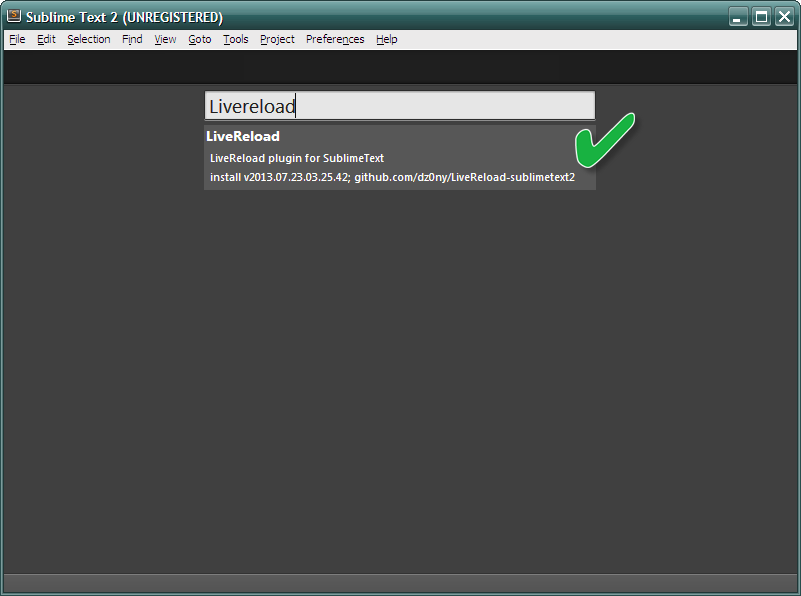 Sublime Text 2 (UNREGISTERED)
File Edit Selection Find View Goto Tools Project Preferences Help
Livereload
LiveReload
LiveReload plugin for SublimeText
install v2013.07.23.03.25.42; github.com/dz0ny/LiveReload-sublimetext2